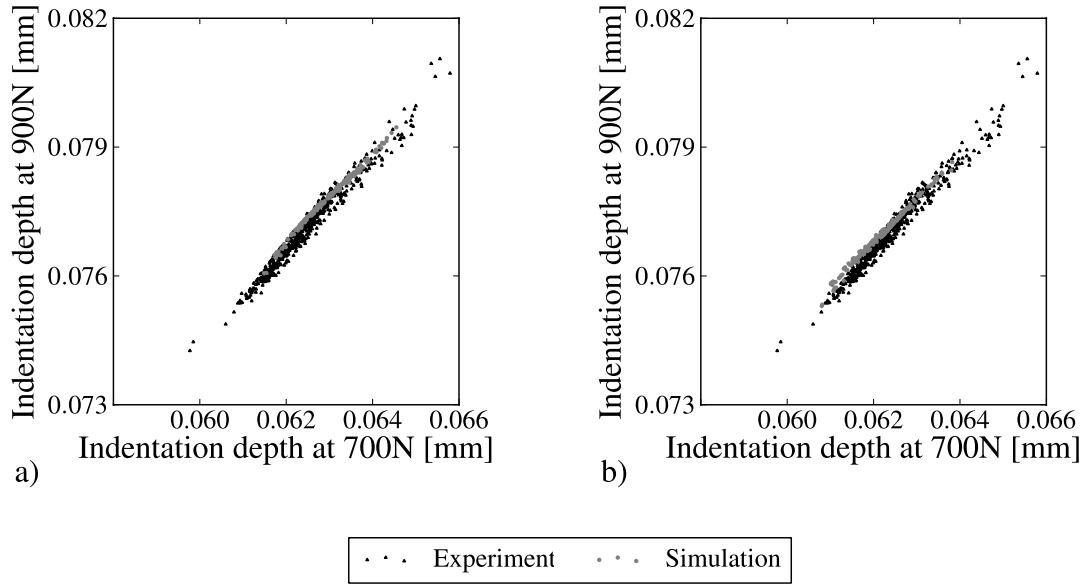 0.082
0.079
0.076
0.073
Indentation depth at 900N [mm]
0.060 0.062 0.064 0.066
Indentation depth at 700N [mm]
a)
0.082
0.079
0.076
0.073
Indentation depth at 900N [mm]
0.060 0.062 0.064 0.066
Indentation depth at 700N [mm]
b)
Experiment Simulation